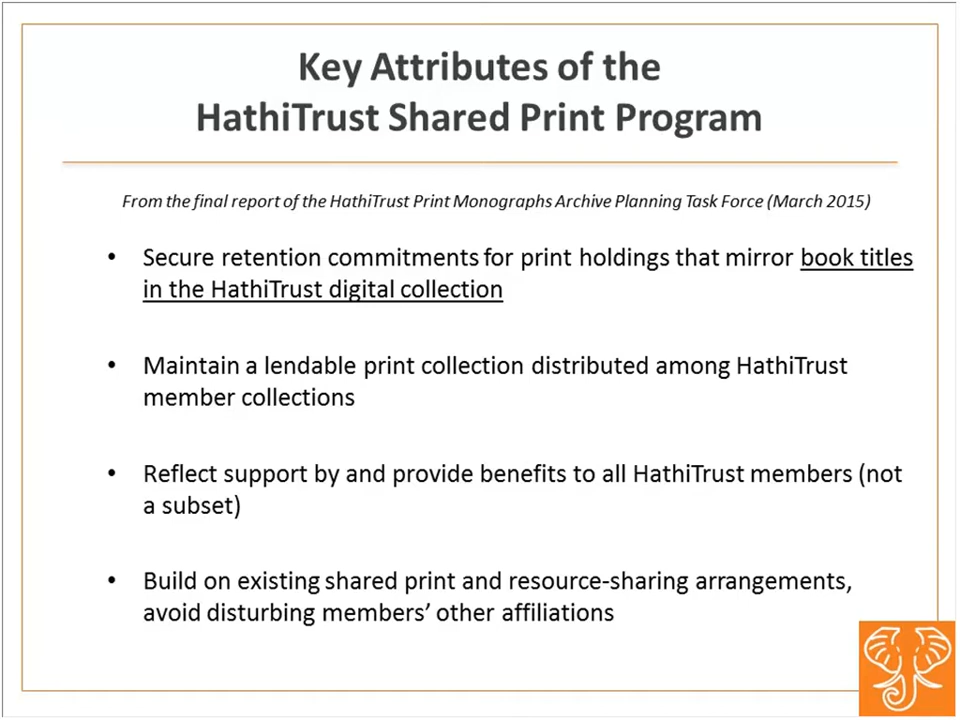 Key Attributes of the
HathiTrust Shared Print Program
From the final report of the HathiTrust Print Monographs Archive Planning Task Force (March 2015)
• Secure retention commitments for print holdings that mirror book titles
in the HathiTrust digital collection
• Maintain a lendable print collection distributed among HathiTrust
member collections
• Reflect support by and provide benefits to all HathiTrust members (not
a subset)
• Build on existing shared print and resource-sharing arrangements,
avoid disturbing members’ other affiliations